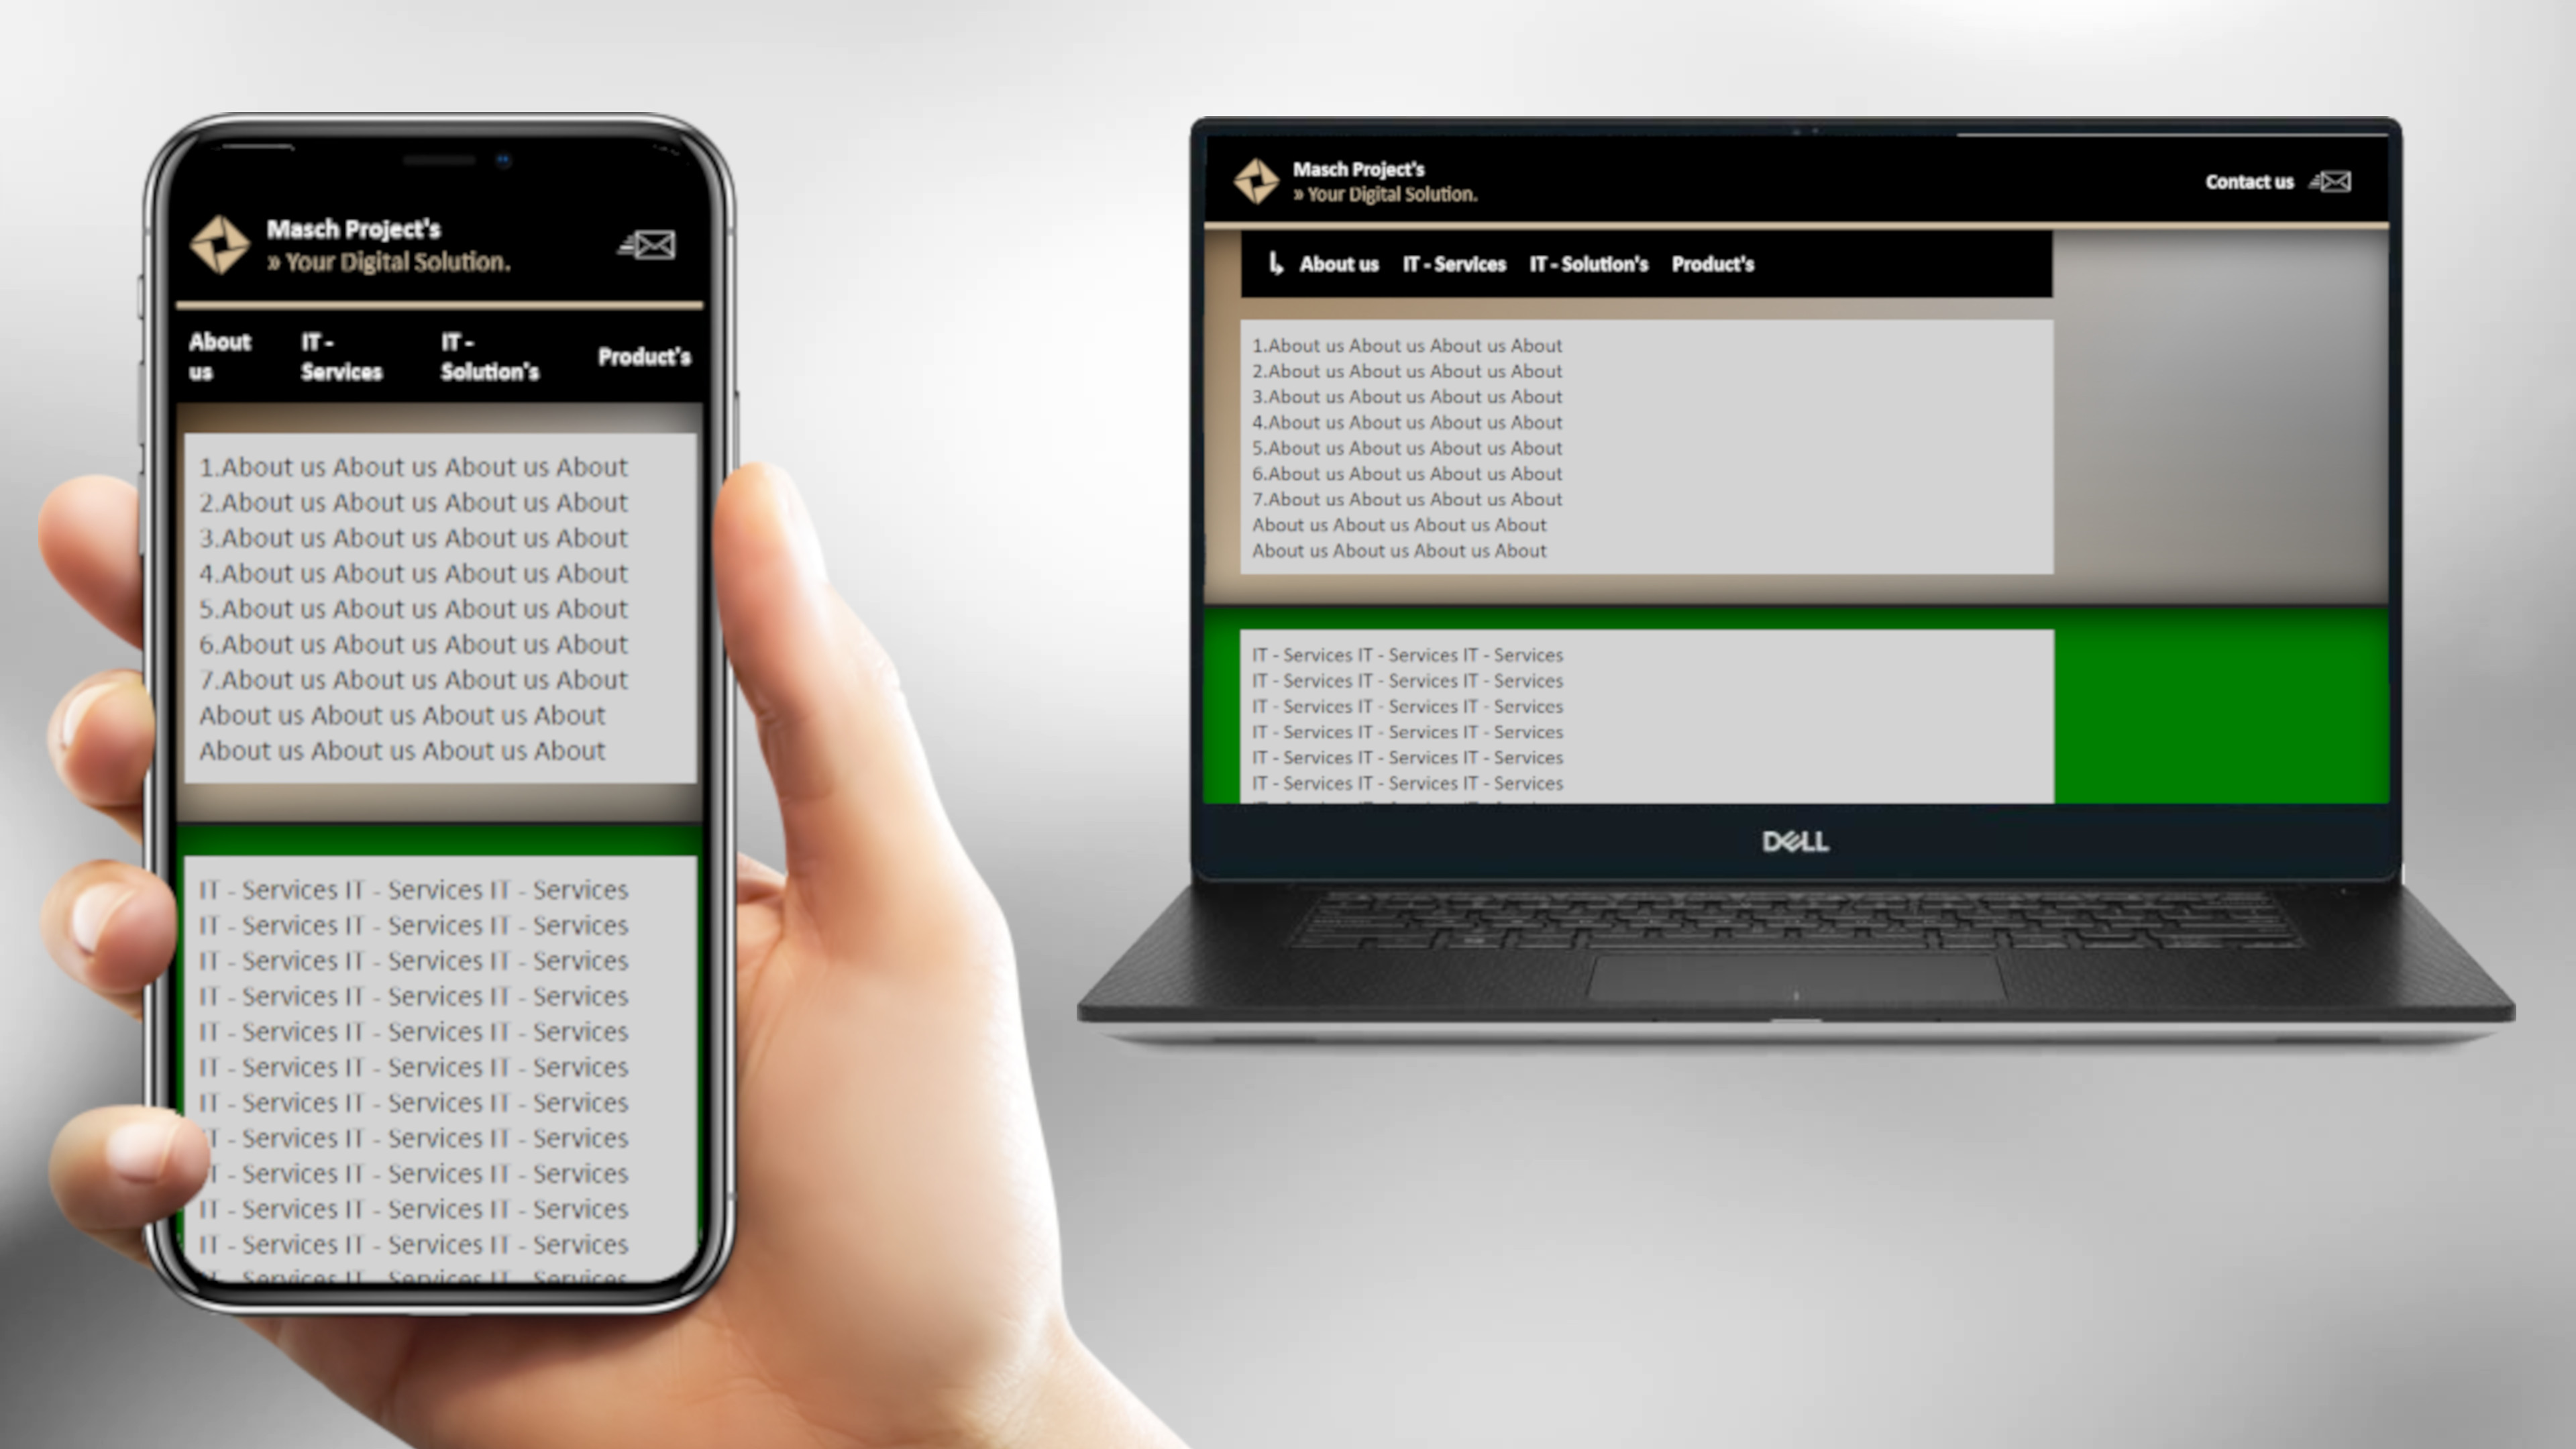 Masch Project's
» Your Digital Solution.
About us
IT - Services
IT - Solution's
Product's
1.About us About us About us About
2.About us About us About us About
3.About us About us About us About
4.About us About us About us About
5.About us About us About us About
6.About us About us About us About
7.About us About us About us About
About us About us About us About
About us About us About us About
IT - Services IT - Services IT - Services
IT - Services IT - Services IT - Services
IT - Services IT - Services IT - Services
IT - Services IT - Services IT - Services
IT - Services IT - Services IT - Services
IT - Services IT - Services IT - Services
IT - Services IT - Services IT - Services
IT - Services IT - Services IT - Services
IT - Services IT - Services IT - Services
IT - Services IT - Services IT - Services
IT - Services IT - Services IT - Services
Masch Project's
» Your Digital Solution.
Contact us
About us IT - Services IT - Solution's Product's
1.About us About us About us About
2.About us About us About us About
3.About us About us About us About
4.About us About us About us About
5.About us About us About us About
6.About us About us About us About
7.About us About us About us About
About us About us About us About
About us About us About us About
IT - Services IT - Services IT - Services
IT - Services IT - Services IT - Services
IT - Services IT - Services IT - Services
IT - Services IT - Services IT - Services
IT - Services IT - Services IT - Services
IT - Services IT - Services IT - Services
DELL